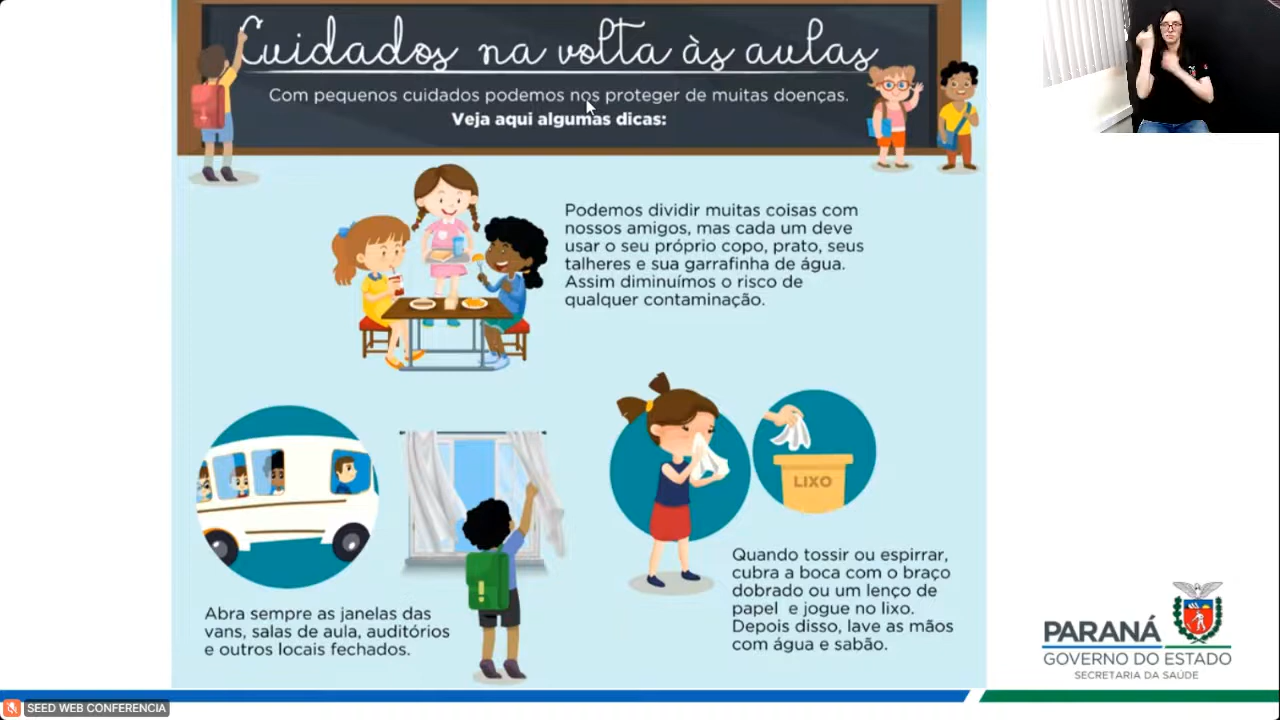 Cuidados na volta às aulas
Com pequenos cuidados podemos nos proteger de muitas doenças.
Veja aqui algumas dicas:
Podemos dividir muitas coisas com
nossos amigos, mas cada um deve
usar o seu próprio copo, prato, seus
talheres e sua garrafinha de água.
Assim diminuímos o risco de
qualquer contaminação.
LIXO
Abra sempre as janelas das
vans, salas de aula, auditórios
e outros locais fechados.
Quando tossir ou espirrar,
cubra a boca com o braço
dobrado ou um lenço de
papel e jogue no lixo.
Depois disso, lave as mãos
com água e sabão.
PARANÁ
GOVERNO DO ESTADO
SECRETARIA DA SAÚDE
SEED WEB CONFERENCIA